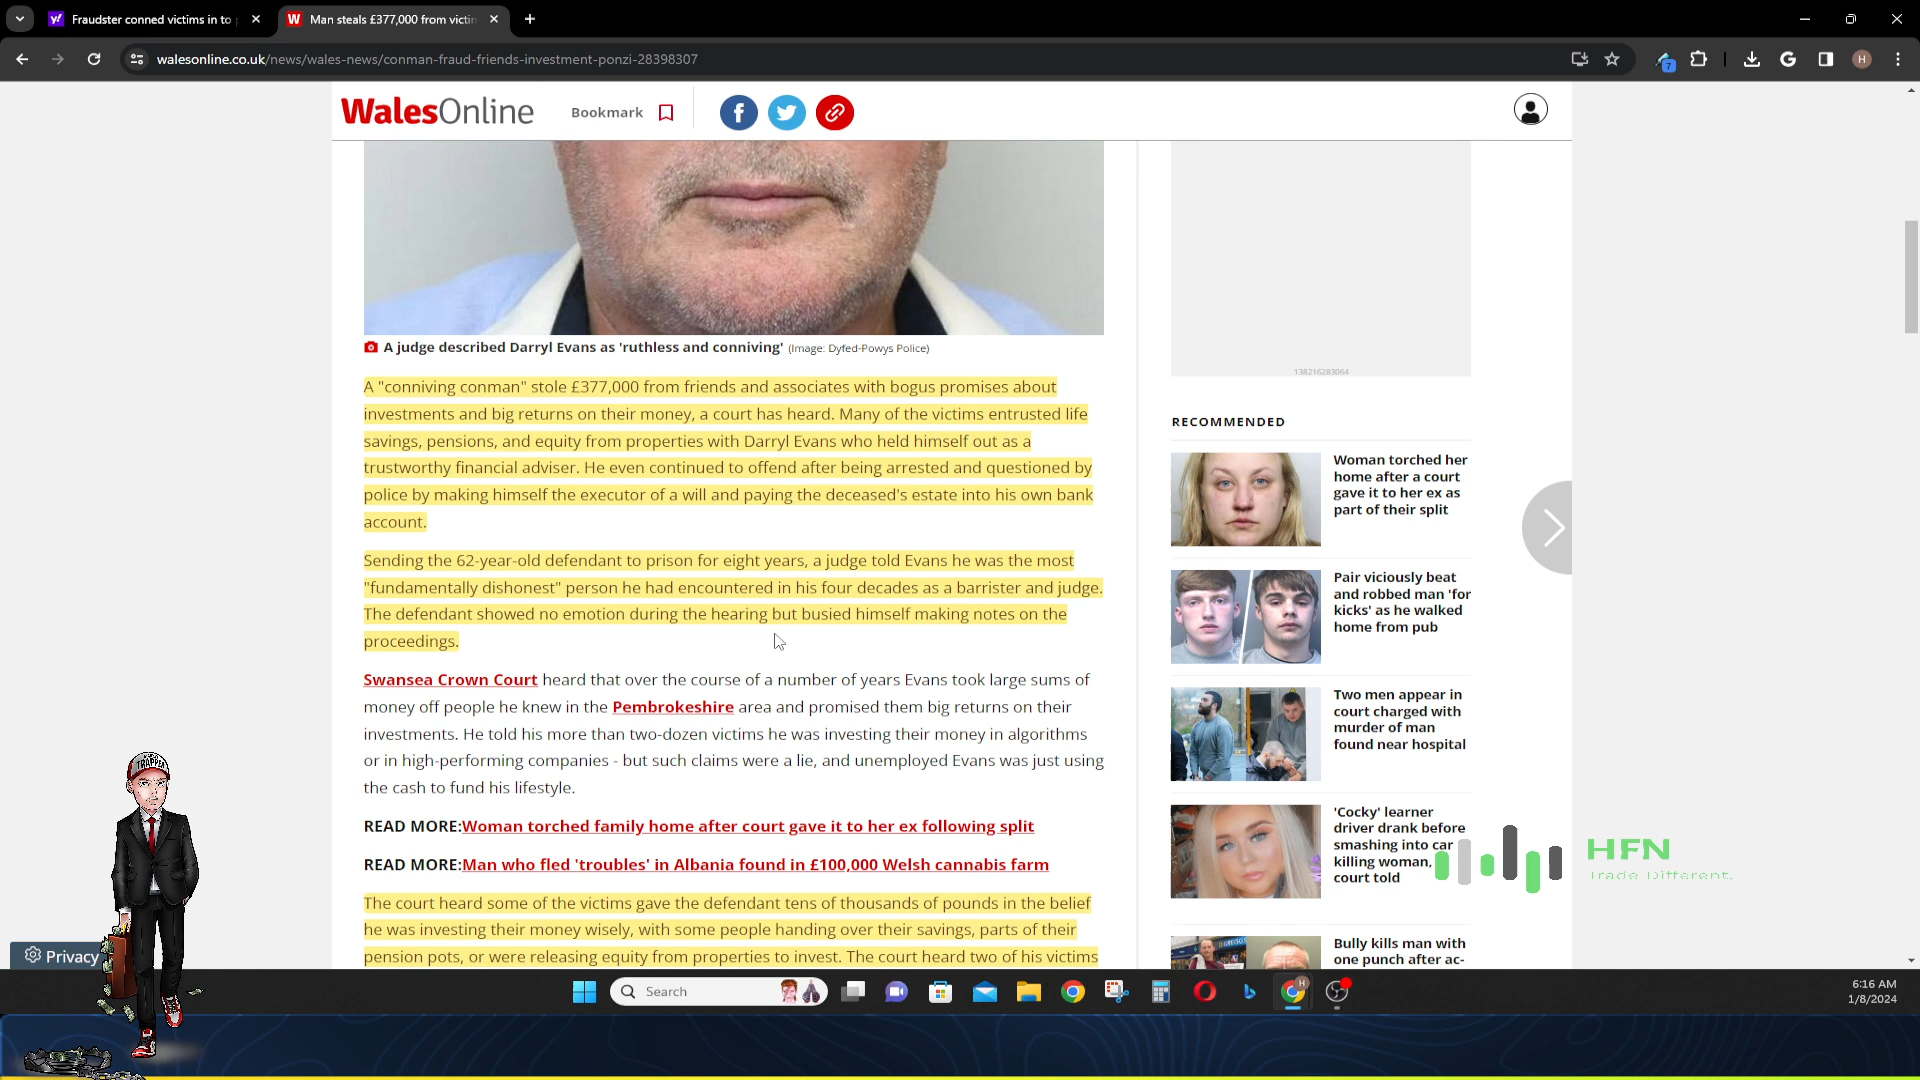 Fraudster conned victims in to
Man steals £377,000 from victim
walesonline.co.uk/news/wales-news/conman-fraud-friends-investment-ponzi-28398307
7
H
WalesOnline
Bookmark
A judge described Darryl Evans as 'ruthless and conniving' (Image: Dyfed-Powys Police)
A "conniving conman" stole £377,000 from friends and associates with bogus promises about
investments and big returns on their money, a court has heard. Many of the victims entrusted life
savings, pensions, and equity from properties with Darryl Evans who held himself out as a
trustworthy financial adviser. He even continued to offend after being arrested and questioned by
police by making himself the executor of a will and paying the deceased's estate into his own bank
account.
Sending the 62-year-old defendant to prison for eight years, a judge told Evans he was the most
"fundamentally dishonest" person he had encountered in his four decades as a barrister and judge.
The defendant showed no emotion during the hearing but busied himself making notes on the
proceedings.
Swansea Crown Court heard that over the course of a number of years Evans took large sums of
money off people he knew in the Pembrokeshire area and promised them big returns on their
investments. He told his more than two-dozen victims he was investing their money in algorithms
or in high-performing companies - but such claims were a lie, and unemployed Evans was just using
the cash to fund his lifestyle.
READ MORE:Woman torched family home after court gave it to her ex following split
READ MORE:Man who fled 'troubles' in Albania found in £100,000 Welsh cannabis farm
The court heard some of the victims gave the defendant tens of thousands of pounds in the belief
he was investing their money wisely, with some people handing over their savings, parts of their
pension pots, or were releasing equity from properties to invest. The court heard two of his victims
138216283064
RECOMMENDED
Woman torched her
home after a court
gave it to her ex as
part of their split
Pair viciously beat
and robbed man 'for
kicks' as he walked
home from pub
Two men appear in
court charged with
murder of man
found near hospital
'Cocky' learner
driver drank before
smashing into car
killing woman,
court told
Bully kills man with
one punch after ac-
HFN
Trade Different.
TRAPPER
Privacy
Search
6:16 AM
1/8/2024